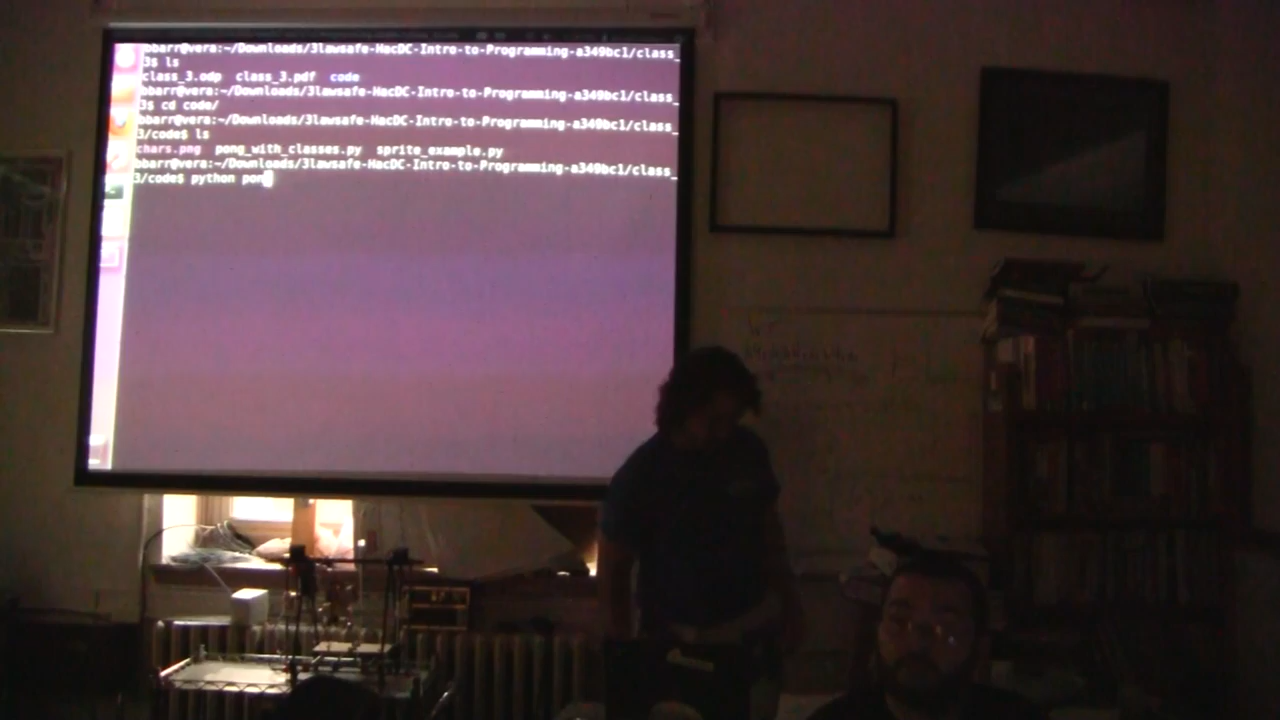 bbarr@vera:~/Downloads/3lawsafe-HacDC-Intro-to-Programming-a349bc1/class_
3$ ls
class_3.odp  class_3.pdf  code
bbarr@vera:~/Downloads/3lawsafe-HacDC-Intro-to-Programming-a349bc1/class_
3$ cd code/
bbarr@vera:~/Downloads/3lawsafe-HacDC-Intro-to-Programming-a349bc1/class_
3/code$ ls
chars.png  pong_with_classes.py  sprite_example.py
bbarr@vera:~/Downloads/3lawsafe-HacDC-Intro-to-Programming-a349bc1/class_
3/code$ python pon